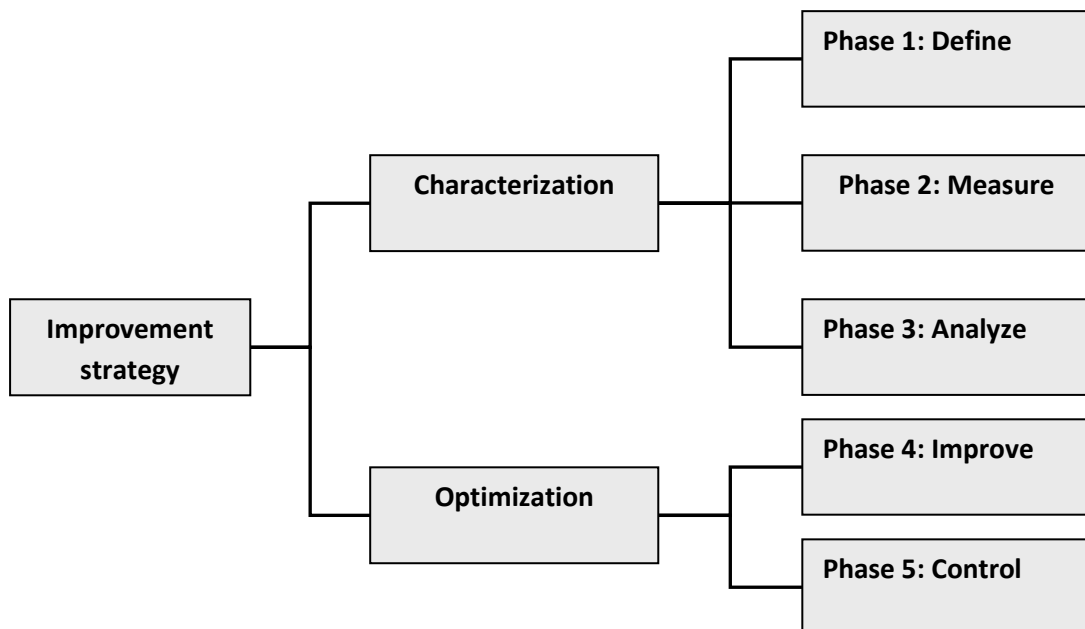 Phase 1: Define
Characterization
Phase 2: Measure
Improvement
strategy
Phase 3: Analyze
Optimization
Phase 4: Improve
Phase 5: Control